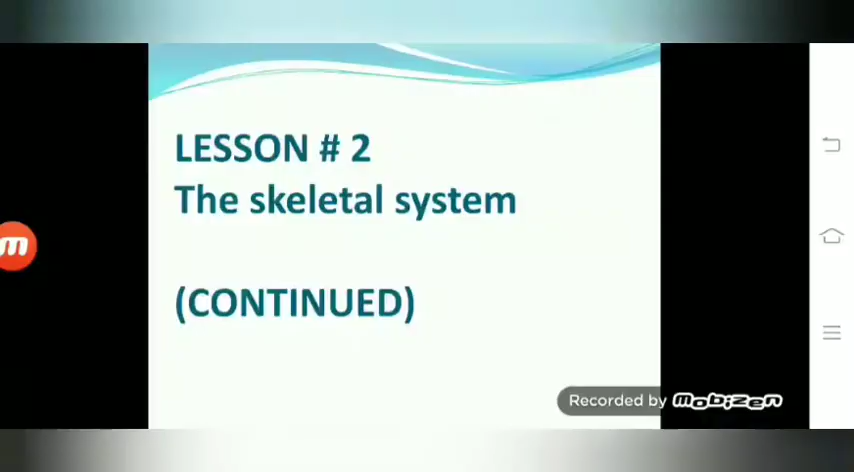 LESSON # 2
The skeletal system
(CONTINUED)
m
Recorded by mobizen